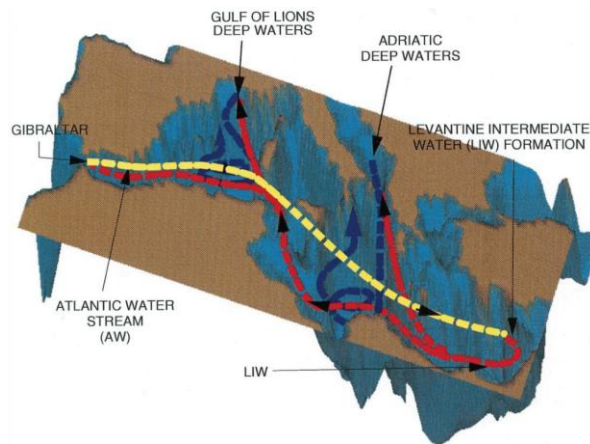 GULF OF LIONS
DEEP WATERS
ADRIATIC
DEEP WATERS
GIBRALTAR
LEVANTINE INTERMEDIATE
WATER (LIW) FORMATION
ATLANTIC WATER
STREAM
(AW)
LIW